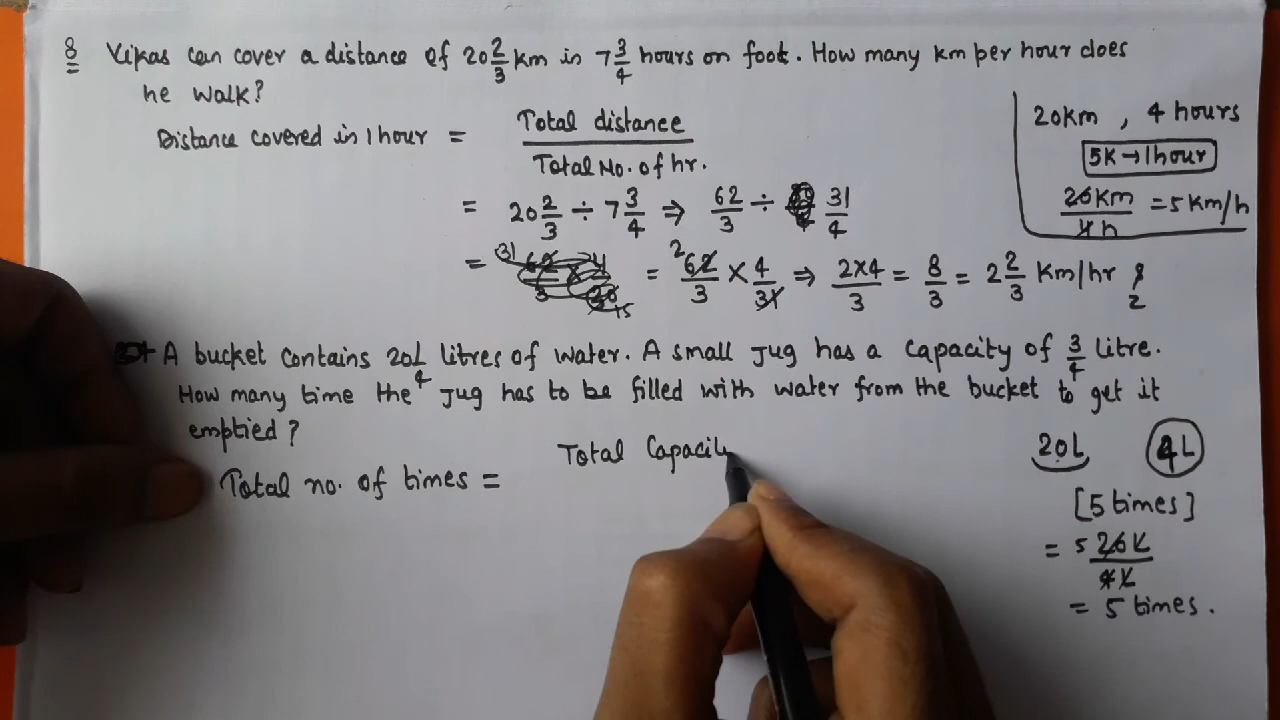 8 Vikas can cover a distance of 20 2/3 km in 7 3/4 hours on foot. How many km per hour does
he walk?
Distance covered in 1 hour = Total distance / Total No. of hr.
= 20 2/3 ÷ 7 3/4 ⇒ 62/3 ÷ 31/4
= = 62/3 × 4/31 ⇒ 2×4/3 = 8/3 = 2 2/3 km/hr
20km, 4 hours
5K→1hour
20km/4h = 5 km/h
A bucket contains 20 1/4 litres of water. A small Jug has a capacity of 3/4 litre.
How many time the Jug has to be filled with water from the bucket to get it
emptied?
Total no. of times = Total Capacity
20L 4L
[5 times]
= 5 20L/4L
= 5 times.